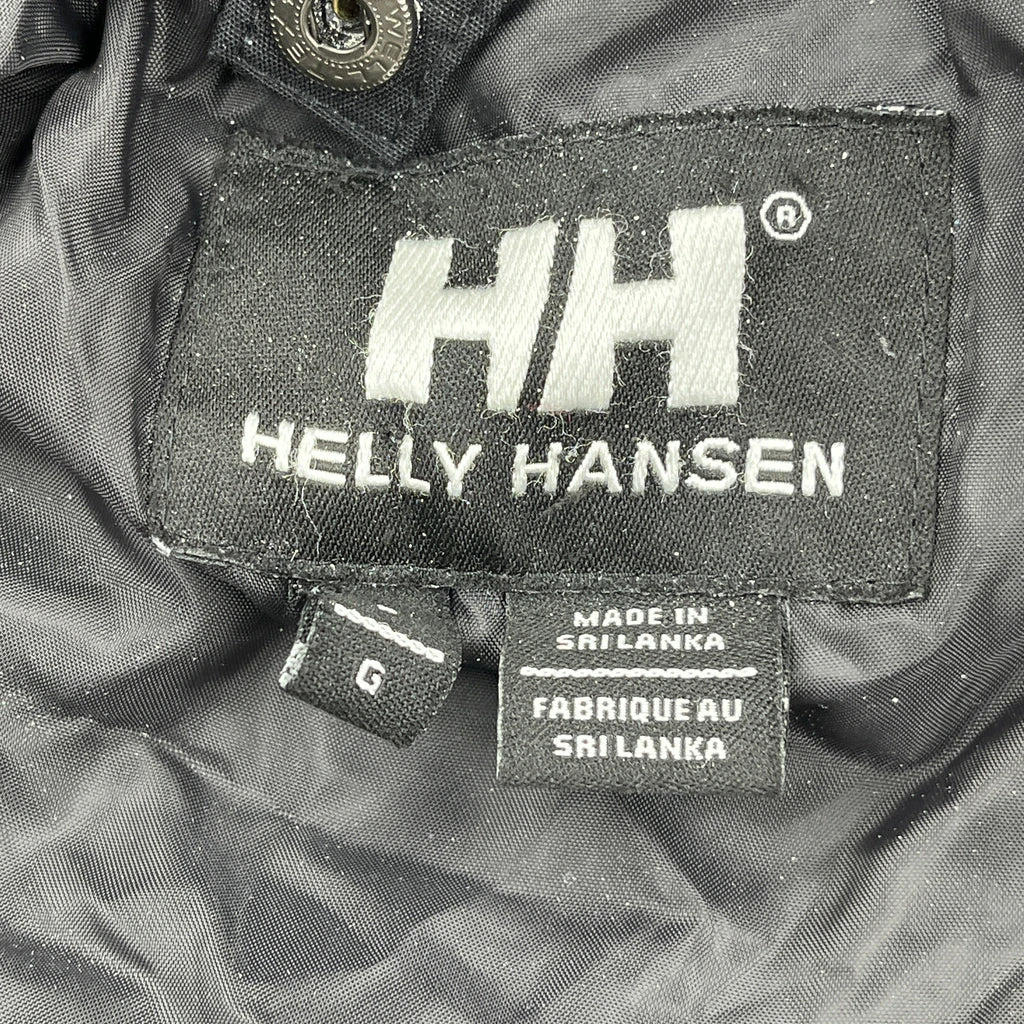 HH ®
HELLY HANSEN
G
MADE IN
SRI LANKA
FABRIQUE AU
SRI LANKA